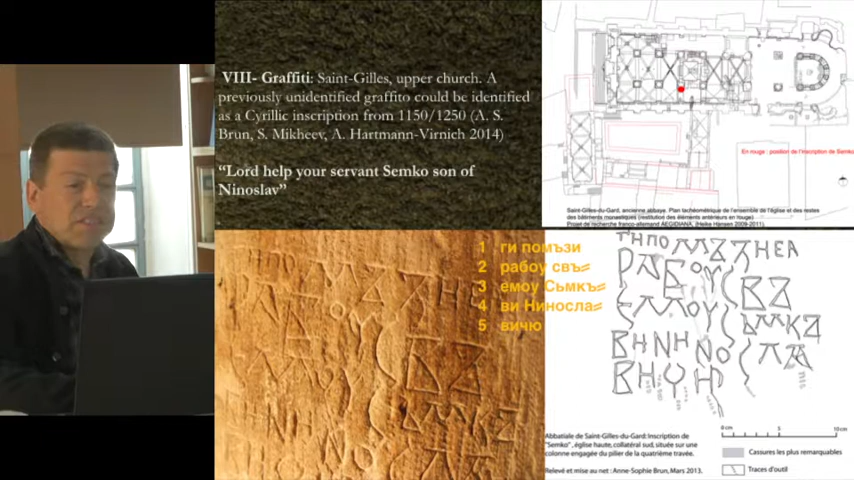 VIII- Graffiti: Saint-Gilles, upper church. A
previously unidentified graffito could be identified
as a Cyrillic inscription from 1150/1250 (A. S.
Brun, S. Mikheev, A. Hartmann-Virnich 2014)
“Lord help your servant Semko son of
Ninoslav”
En rouge : position de l'inscription de Semko
Saint-Gilles-du-Gard, ancienne abbaye. Plan tachéométrique de l'ensemble de l'église et des restes
des bâtiments monastiques (restitution des éléments antérieurs en rouge)
Projet de recherche franco-allemand AEGIDIANA, (Heike Hansen 2009-2011).
1 ги помъзи
2 рабоу свъ=
3 емоу Сьмкъ=
4 ви Нинослa=
5 вичю
0 cm 5 10 cm
Abbatiale de Saint-Gilles-du-Gard: Inscription de
"Semko", église haute, collatéral sud, située sur une
colonne engagée du pilier de la quatrième travée.
Relevé et mise au net : Anne-Sophie Brun, Mars 2013.
Cassures les plus remarquables
Traces d'outil